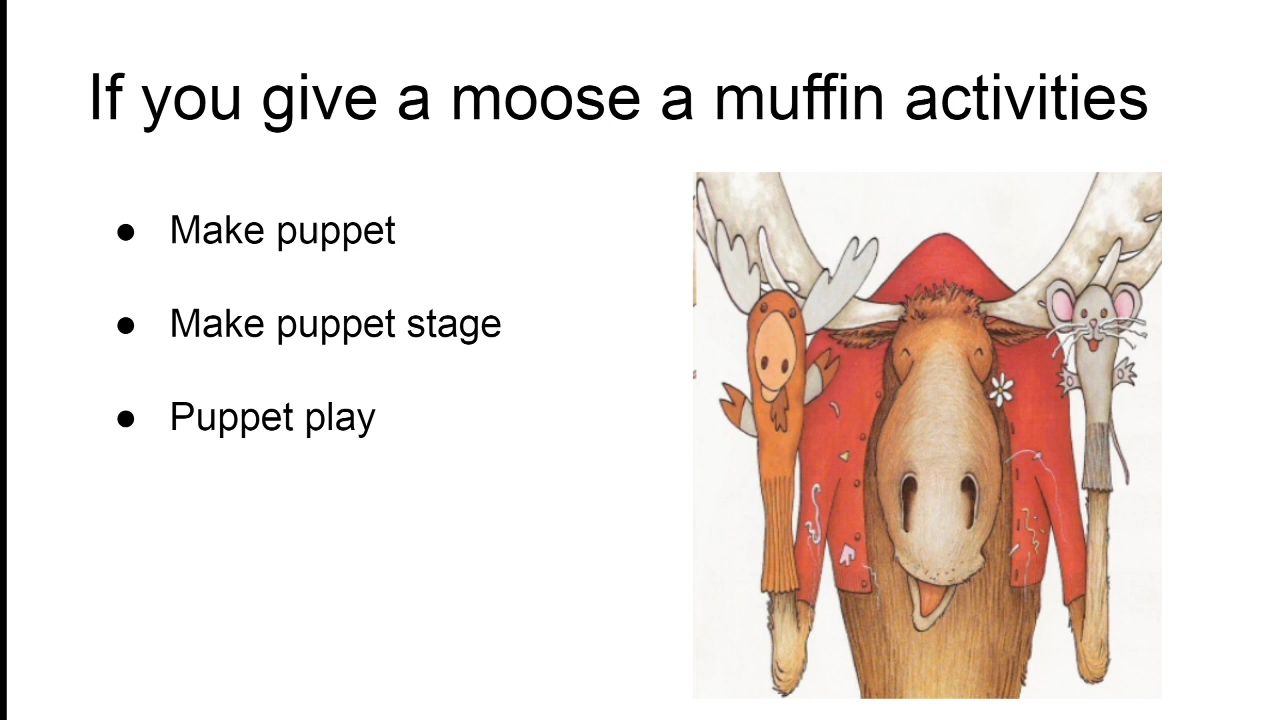 If you give a moose a muffin activities
● Make puppet
● Make puppet stage
● Puppet play